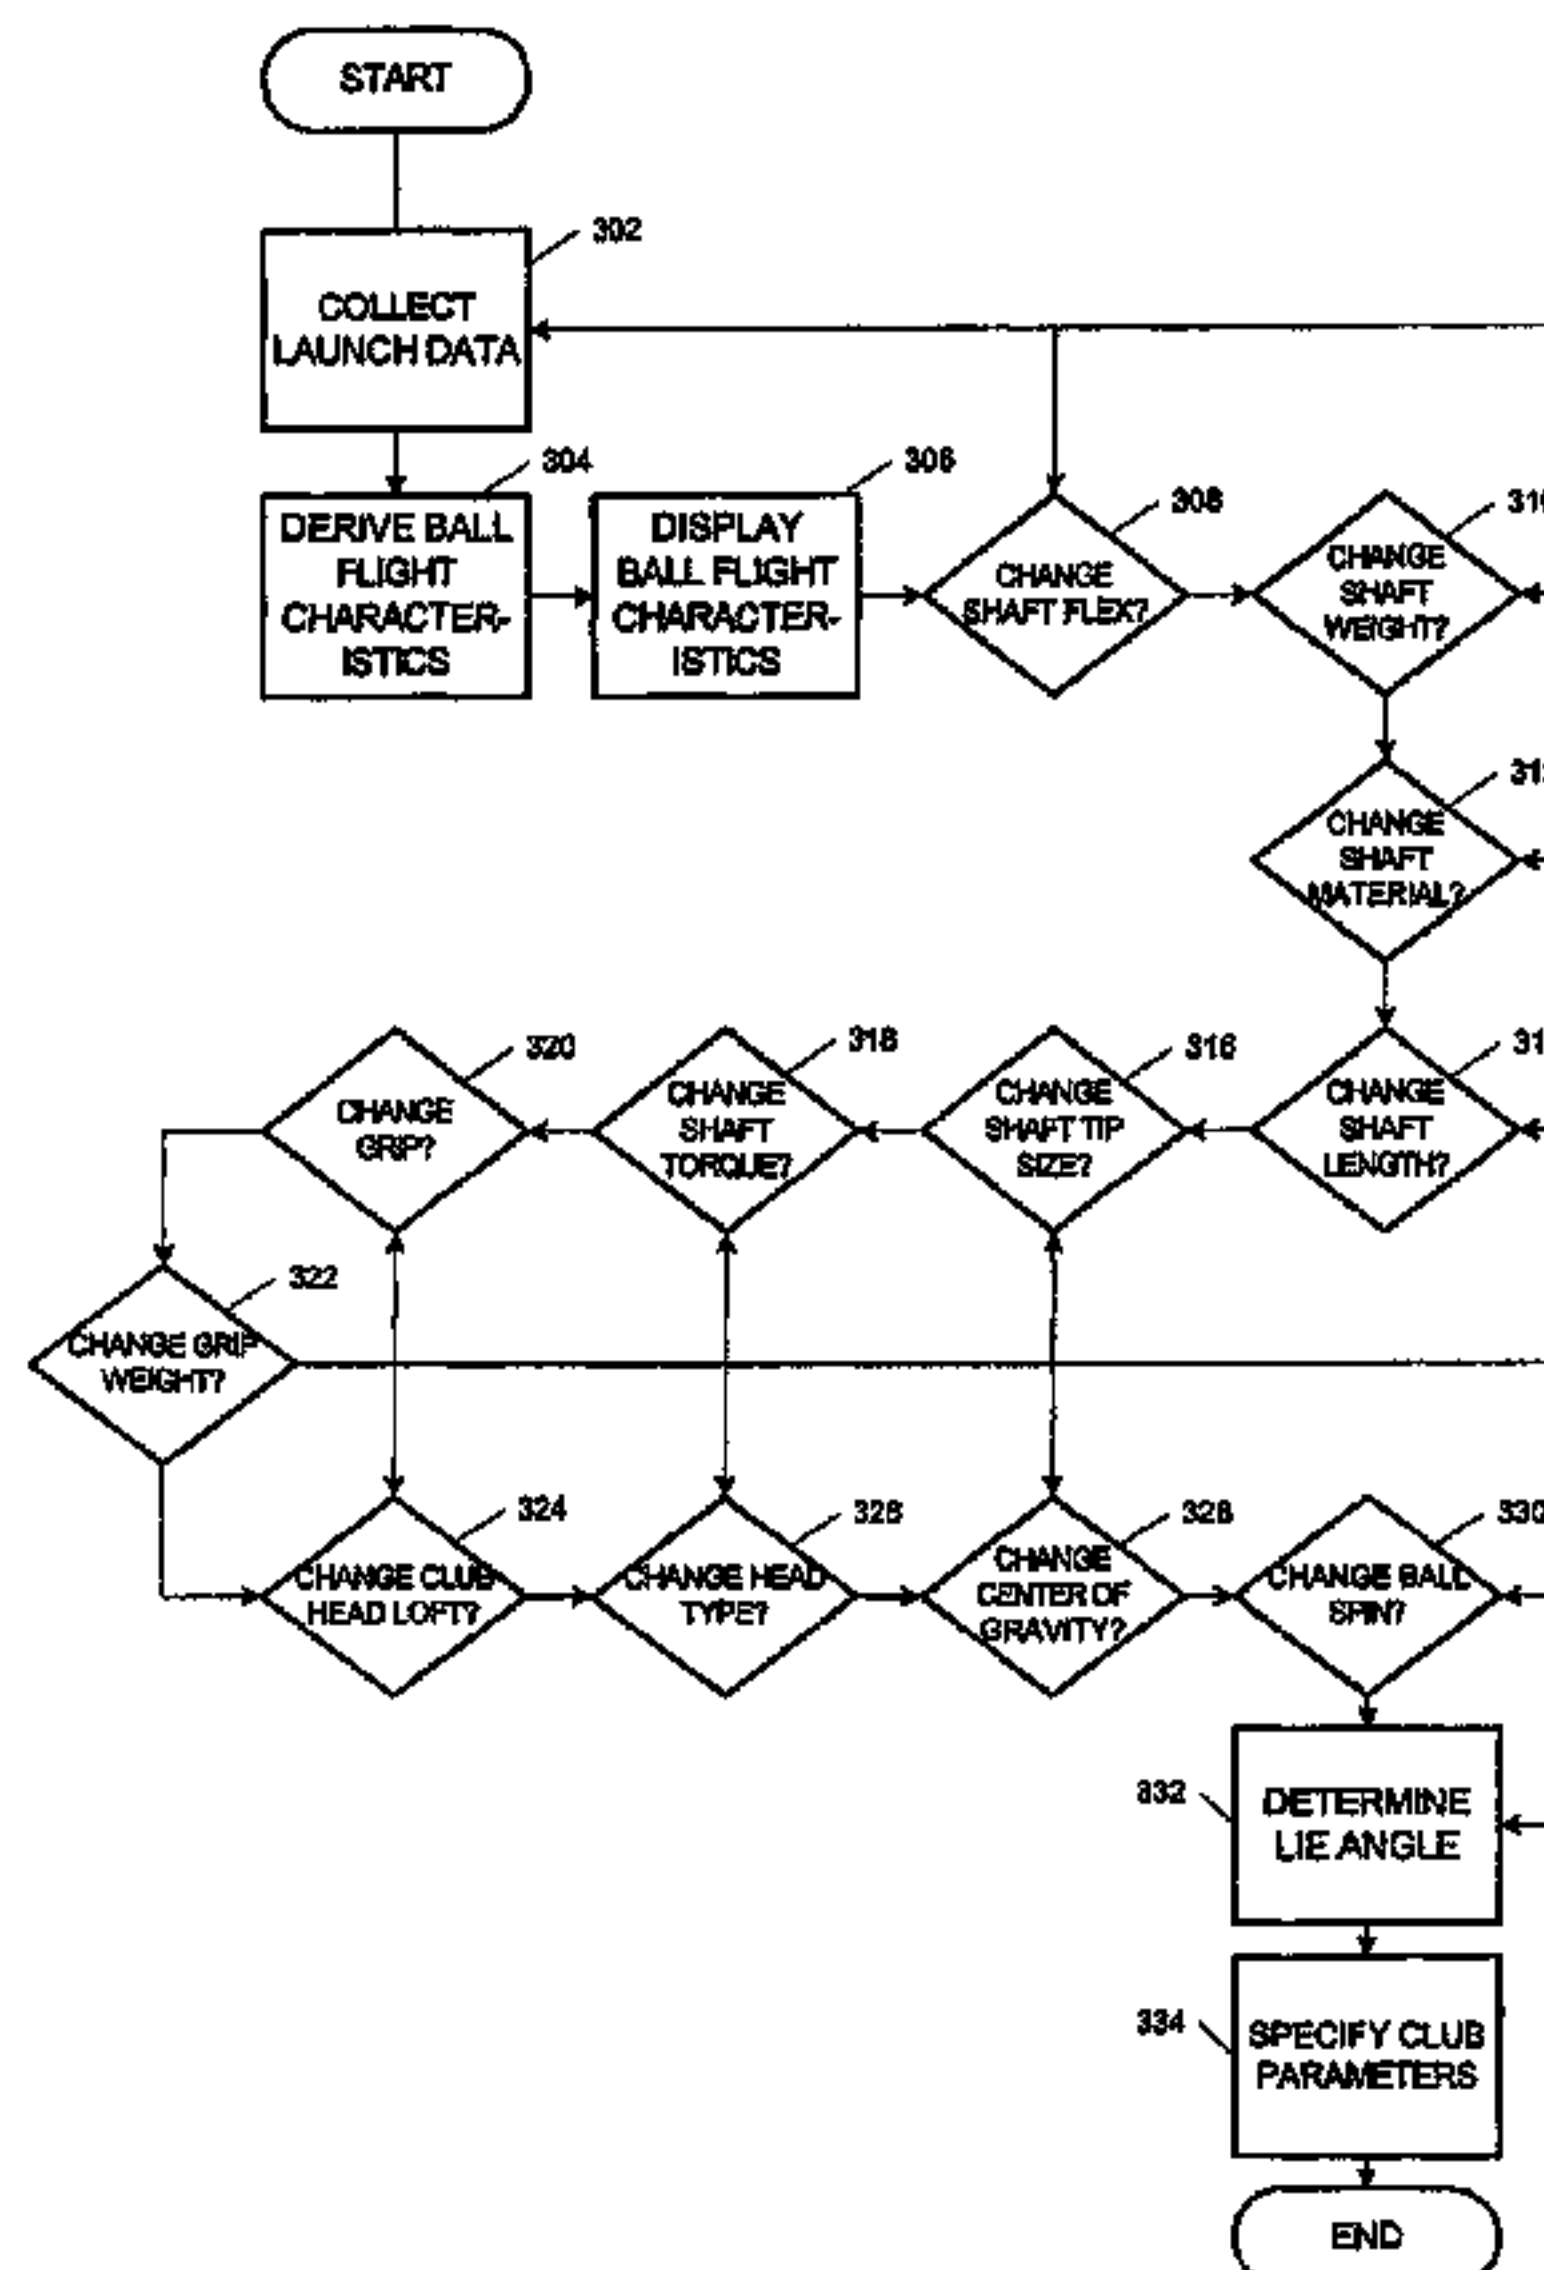 START
302
COLLECT
LAUNCH DATA
304
306
308
DERIVE BALL
FLIGHT
CHARACTER-
ISTICS
DISPLAY
BALL FLIGHT
CHARACTER-
ISTICS
CHANGE
SHAFT FLEX?
CHANGE
SHAFT
WEIGHT?
CHANGE
SHAFT
MATERIAL?
320
318
316
CHANGE
GRIP?
CHANGE
SHAFT
TORQUE?
CHANGE
SHAFT TIP
SIZE?
CHANGE
SHAFT
LENGTH?
322
CHANGE GRIP
WEIGHT?
324
326
328
330
CHANGE CLUB
HEAD LOFT?
CHANGE HEAD
TYPE?
CHANGE
CENTER OF
GRAVITY?
CHANGE BALL
SPIN?
332
DETERMINE
LIE ANGLE
334
SPECIFY CLUB
PARAMETERS
END